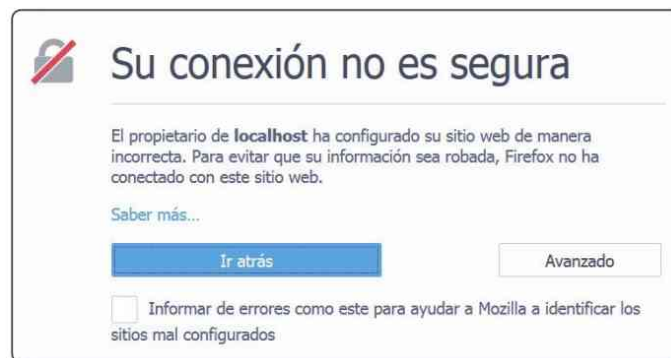 Su conexión no es segura
El propietario de localhost ha configurado su sitio web de manera
incorrecta. Para evitar que su información sea robada, Firefox no ha
conectado con este sitio web.
Saber más...
Ir atrás
Avanzado
Informar de errores como este para ayudar a Mozilla a identificar los
sitios mal configurados